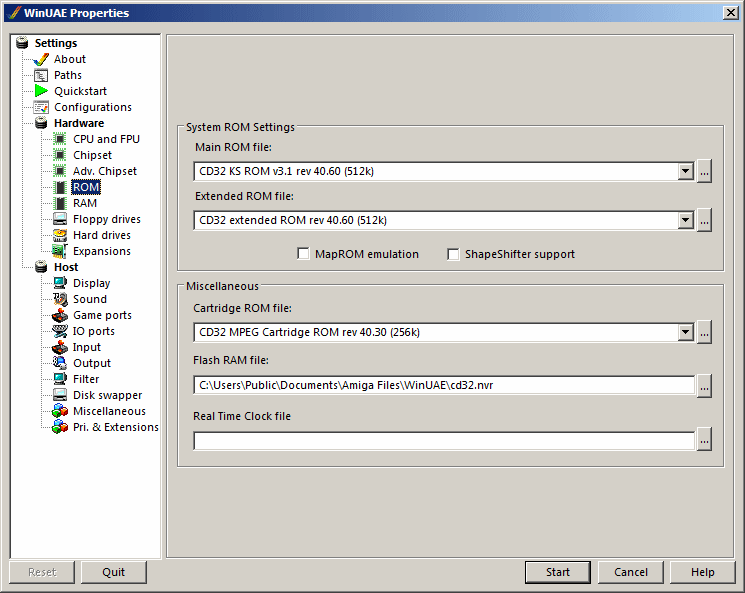 WinUAE Properties
Settings
About
Paths
Quickstart
Configurations
Hardware
CPU and FPU
Chipset
Adv. Chipset
ROM
RAM
Floppy drives
Hard drives
Expansions
Host
Display
Sound
Game ports
IO ports
Input
Output
Filter
Disk swapper
Miscellaneous
Pri. & Extensions
System ROM Settings
Main ROM file:
CD32 KS ROM v3.1 rev 40.60 (512k)
...
Extended ROM file:
CD32 extended ROM rev 40.60 (512k)
...
MapROM emulation
ShapeShifter support
Miscellaneous
Cartridge ROM file:
CD32 MPEG Cartridge ROM rev 40.30 (256k)
...
Flash RAM file:
C:\Users\Public\Documents\Amiga Files\WinUAE\cd32.nvr
...
Real Time Clock file
...
Reset
Quit
Start
Cancel
Help